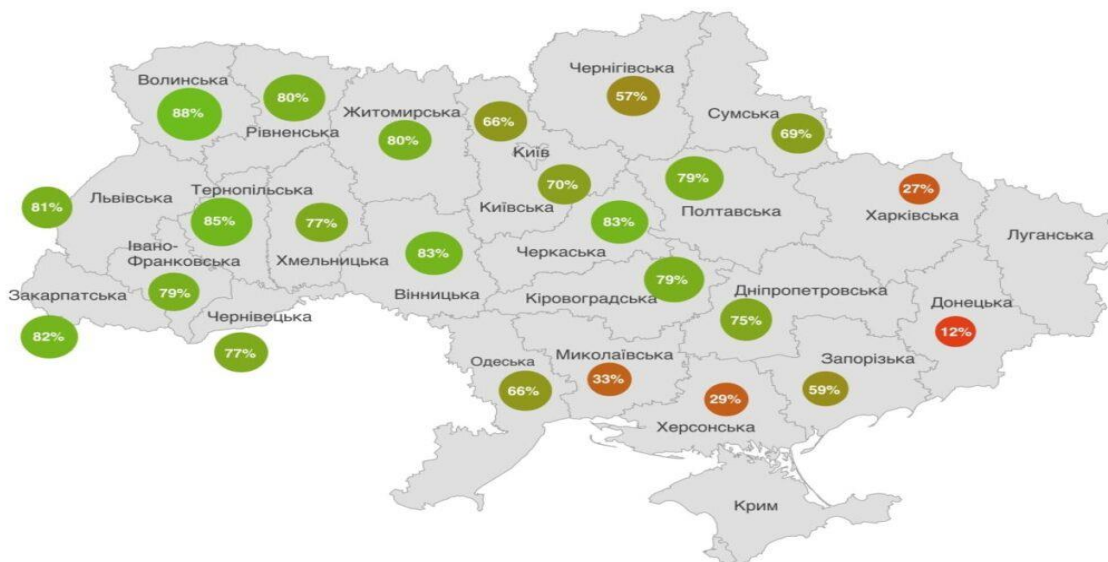 Волинська
88%
80%
Рівненська
Житомирська
80%
66%
Київ
Чернігівська
57%
Сумська
69%
Львівська
81%
Тернопільська
85%
77%
Хмельницька
Івано-
Франковська
79%
Закарпатська
82%
Чернівецька
77%
83%
Вінницька
70%
Київська
83%
Черкаська
79%
Полтавська
27%
Харківська
Луганська
Кіровоградська
79%
Дніпропетровська
75%
Донецька
12%
Одеська
66%
Миколаївська
33%
29%
Херсонська
Запорізька
59%
Крим